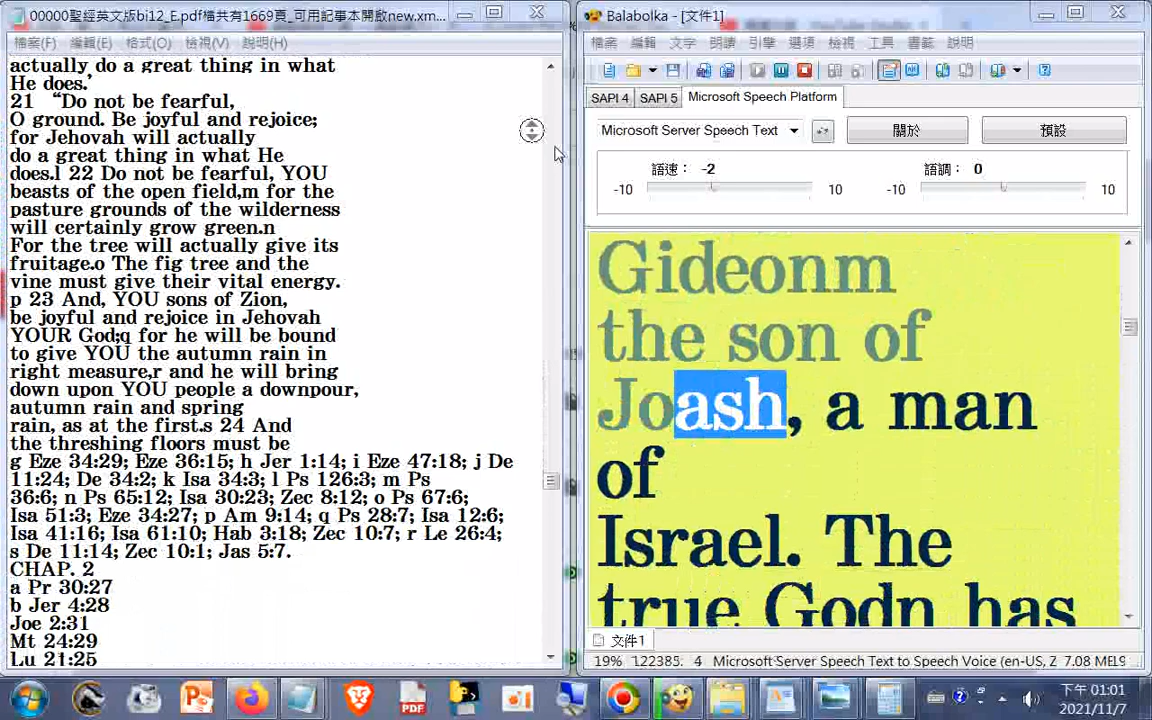 00000聖經英文版bi12_E.pdf檔共有1669頁_可用記事本開啟new.xm...
檔案(F) 編輯(E) 格式(O) 檢視(V) 說明(H)
actually do a great thing in what
He does.’
21 “Do not be fearful,
O ground. Be joyful and rejoice;
for Jehovah will actually
do a great thing in what He
does.l 22 Do not be fearful, YOU
beasts of the open field,m for the
pasture grounds of the wilderness
will certainly grow green.n
For the tree will actually give its
fruitage.o The fig tree and the
vine must give their vital energy.
p 23 And, YOU sons of Zion,
be joyful and rejoice in Jehovah
YOUR God;q for he will be bound
to give YOU the autumn rain in
right measure,r and he will bring
down upon YOU people a downpour,
autumn rain and spring
rain, as at the first.s 24 And
the threshing floors must be
g Eze 34:29; Eze 36:15; h Jer 1:14; i Eze 47:18; j De
11:24; De 34:2; k Isa 34:3; l Ps 126:3; m Ps
36:6; n Ps 65:12; Isa 30:23; Zec 8:12; o Ps 67:6;
Isa 51:3; Eze 34:27; p Am 9:14; q Ps 28:7; Isa 12:6;
Isa 41:16; Isa 61:10; Hab 3:18; Zec 10:7; r Le 26:4;
s De 11:14; Zec 10:1; Jas 5:7.
CHAP. 2
a Pr 30:27
b Jer 4:28
Joe 2:31
Mt 24:29
Lu 21:25
Balabolka - [文件1]
檔案 編輯 文字 朗讀 引擎 選項 檢視 工具 書籤 說明
SAPI 4 SAPI 5 Microsoft Speech Platform
Microsoft Server Speech Text 關於 預設
語速： -2 語調： 0
-10 10 -10 10
Gideonm
the son of
Joash, a man
of
Israel. The
true Godn has
文件1
19% 122385. 4 Microsoft Server Speech Text to Speech Voice (en-US, Z 7.08 MB
PDF
下午 01:01
2021/11/7